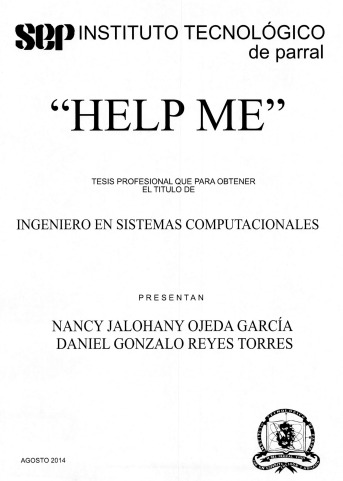 SEP INSTITUTO TECNOLÓGICO
de parral
“HELP ME”
TESIS PROFESIONAL QUE PARA OBTENER
EL TITULO DE
INGENIERO EN SISTEMAS COMPUTACIONALES
PRESENTAN
NANCY JALOHANY OJEDA GARCÍA
DANIEL GONZALO REYES TORRES
AGOSTO 2014